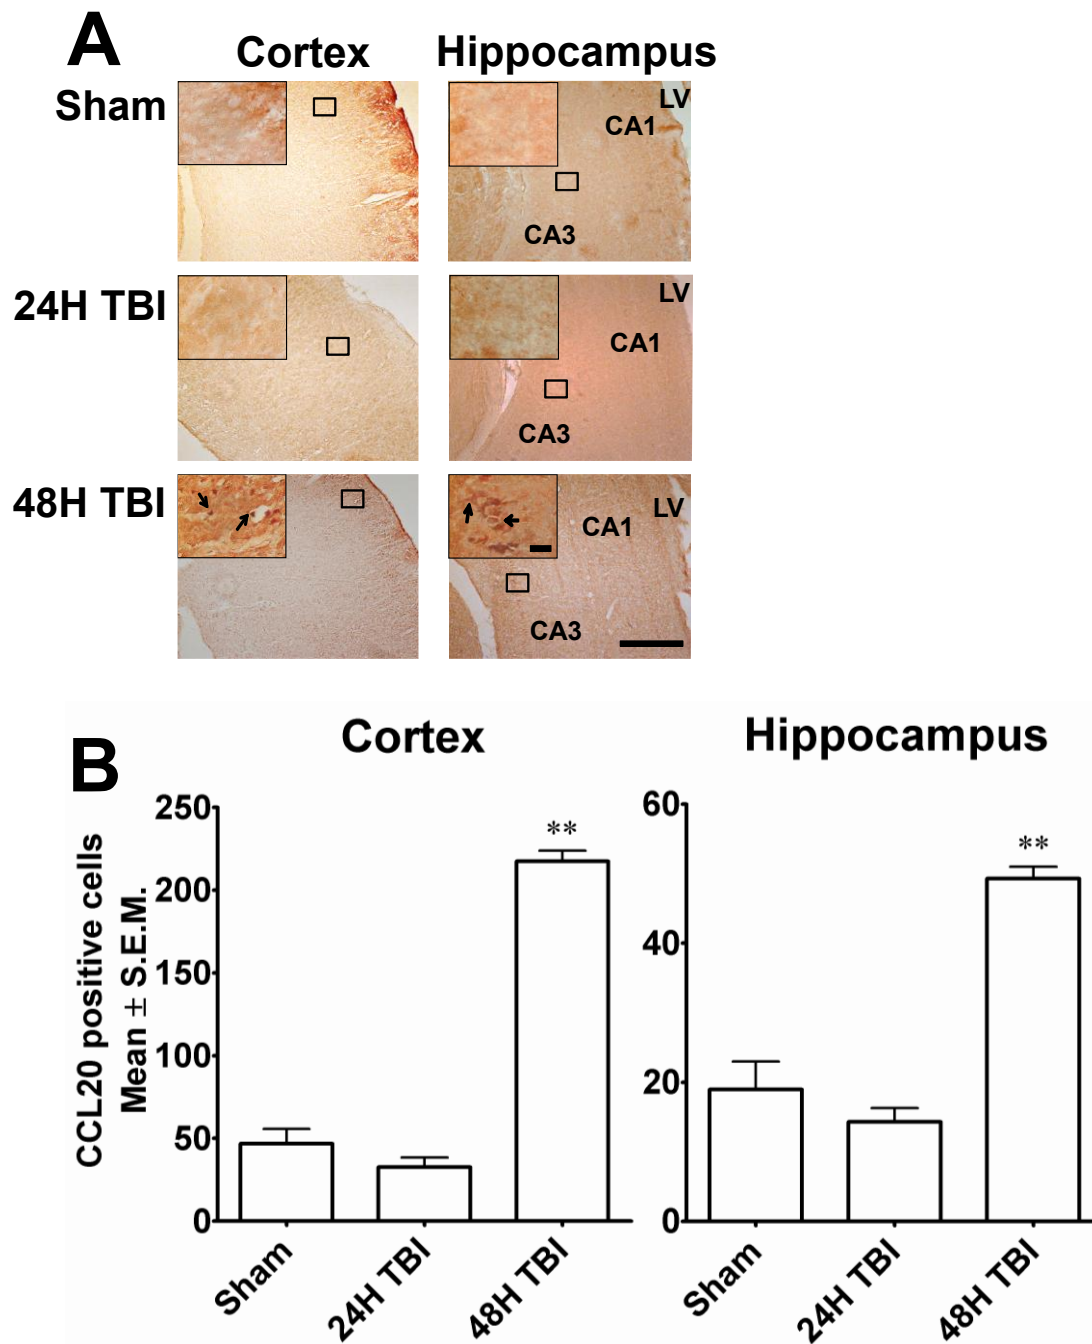 A
Cortex Hippocampus
Sham
LV
CA1
CA3
24H TBI
LV
CA1
CA3
48H TBI
LV
CA1
CA3
B
Cortex
Hippocampus
CCL20 positive cells
Mean ± S.E.M.
250
200
150
100
50
0
**
Sham
24H TBI
48H TBI
60
40
20
0
**
Sham
24H TBI
48H TBI